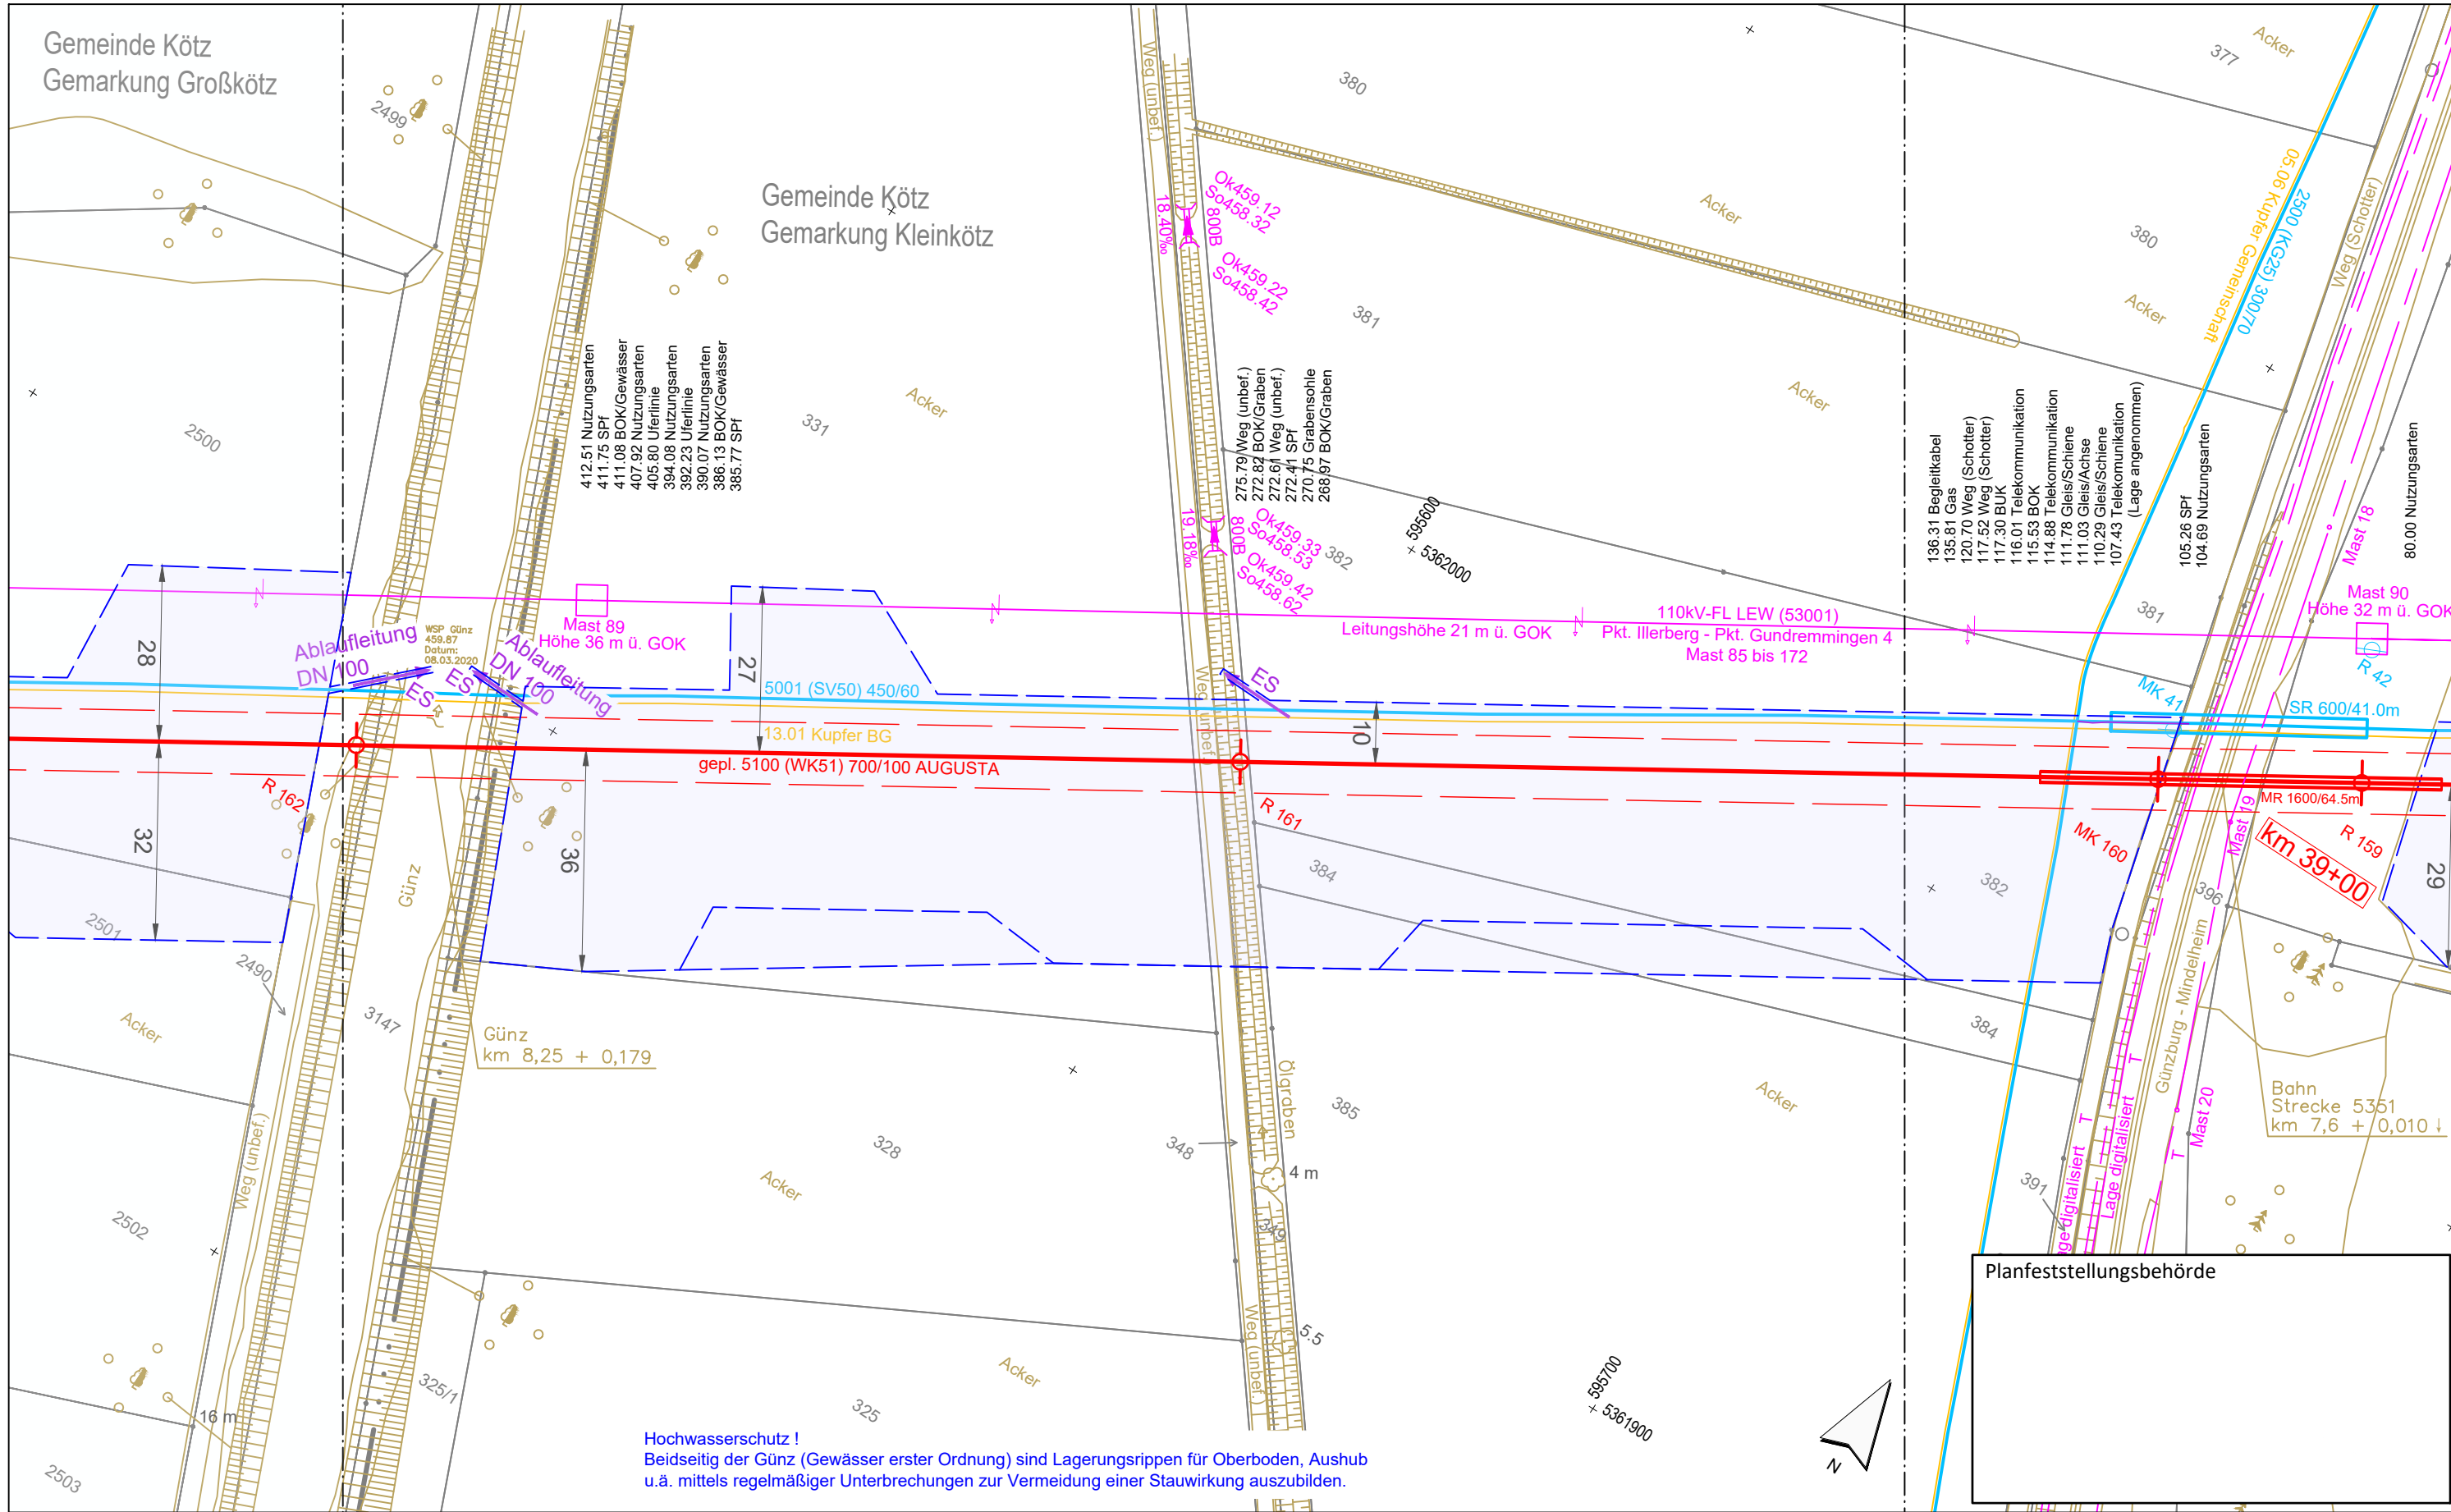 Gemeinde Kötz
Gemarkung Großkötz
2499
Gemeinde Kötz
Gemarkung Kleinkötz
Weg (unbef.)
380
377
Acker
Acker
380
Acker
381
Acker
Ok459.12
So458.32
800B
18.40‰
Ok459.22
So458.42
05.06 Kupfer Gemeinschaft
2500 (KG25) 300/70
Weg (Schotter)
2500
331
Acker
412.51 Nutzungsarten
411.75 SPf
411.08 BOK/Gewässer
407.92 Nutzungsarten
405.80 Uferlinie
394.08 Nutzungsarten
392.23 Uferlinie
390.07 Nutzungsarten
386.13 BOK/Gewässer
385.77 SPf
275.79 Weg (unbef.)
272.82 BOK/Graben
272.61 Weg (unbef.)
272.41 SPf
270.75 Grabensohle
268.97 BOK/Graben
136.31 Begleitkabel
135.81 Gas
120.70 Weg (Schotter)
117.52 Weg (Schotter)
117.30 BUK
116.01 Telekommunikation
115.53 BOK
114.88 Telekommunikation
111.78 Gleis/Schiene
111.03 Gleis/Achse
110.29 Gleis/Schiene
107.43 Telekomunikation
(Lage angenommen)
105.26 SPf
104.69 Nutzungsarten
80.000 Nutzungsarten
595600
+ 5362000
19.18‰
800B
Ok459.33
So458.53
382
Ok459.42
So458.62
Mast 18
381
Mast 89
Höhe 36 m ü. GOK
Leitungshöhe 21 m ü. GOK
110kV-FL LEW (53001)
Pkt. Illerberg - Pkt. Gundremmingen 4
Mast 85 bis 172
Mast 90
Höhe 32 m ü. GOK
R 42
28
Ablaufleitung
DN 100
ES
WSP Günz
459.87
Datum:
08.03.2020
Ablaufleitung
DN 100
ES
27
5001 (SV50) 450/60
13.01 Kupfer BG
gepl. 5100 (WK51) 700/100 AUGUSTA
Weg (unbef.)
ES
10
MK 41
SR 600/41.0m
R 162
R 161
MR 1600/64.5m
MK 160
Mast 19
km 39+00
R 159
32
36
29
Günz
384
382
396
2501
2490
3147
Acker
Günz
km 8,25 + 0,179
384
Günzburg - Mindelheim
Ölgraben
385
Acker
Bahn
Strecke 5351
km 7,6 + 0,010 ↓
Mast 20
T
T
T
Lage digitalisiert
Lage digitalisiert
391
348
4 m
328
Acker
349
Weg (unbef.)
2502
5.5
Weg (unbef.)
Acker
325/1
325
16 m
2503
595700
+ 5361900
N
Planfeststellungsbehörde
Hochwasserschutz !
Beidseitig der Günz (Gewässer erster Ordnung) sind Lagerungsrippen für Oberboden, Aushub
u.ä. mittels regelmäßiger Unterbrechungen zur Vermeidung einer Stauwirkung auszubilden.